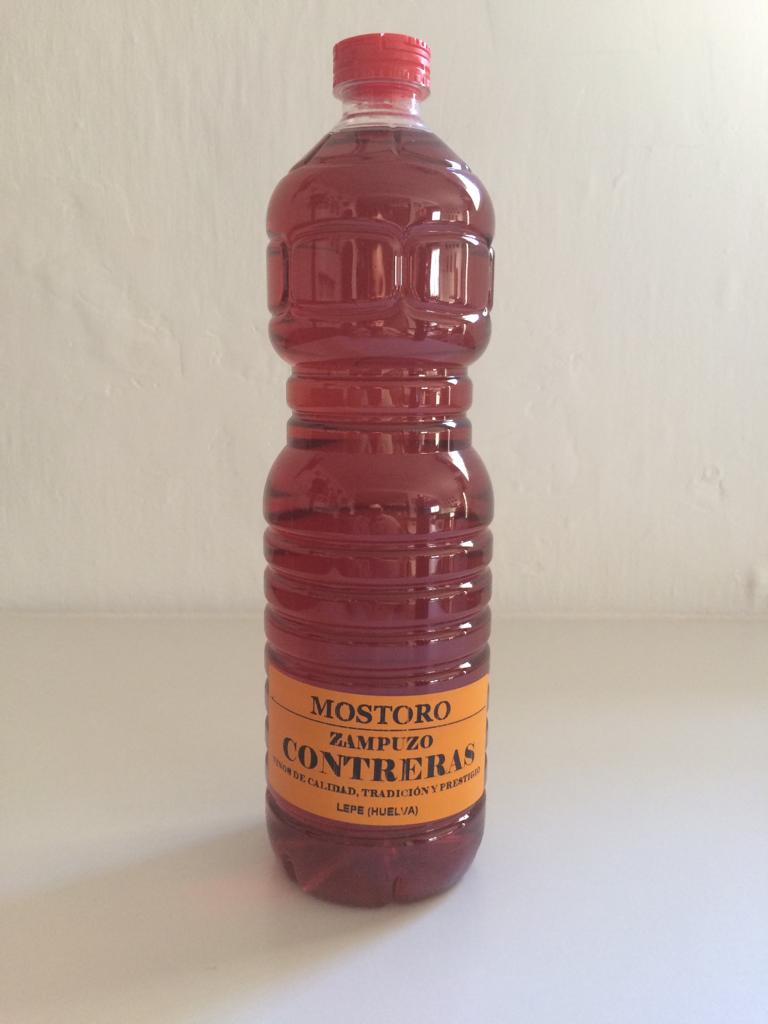 MOSTORO
ZAMPUZO
CONTRERAS
VINOS DE CALIDAD, TRADICIÓN Y PRESTIGIO
LEPE (HUELVA)